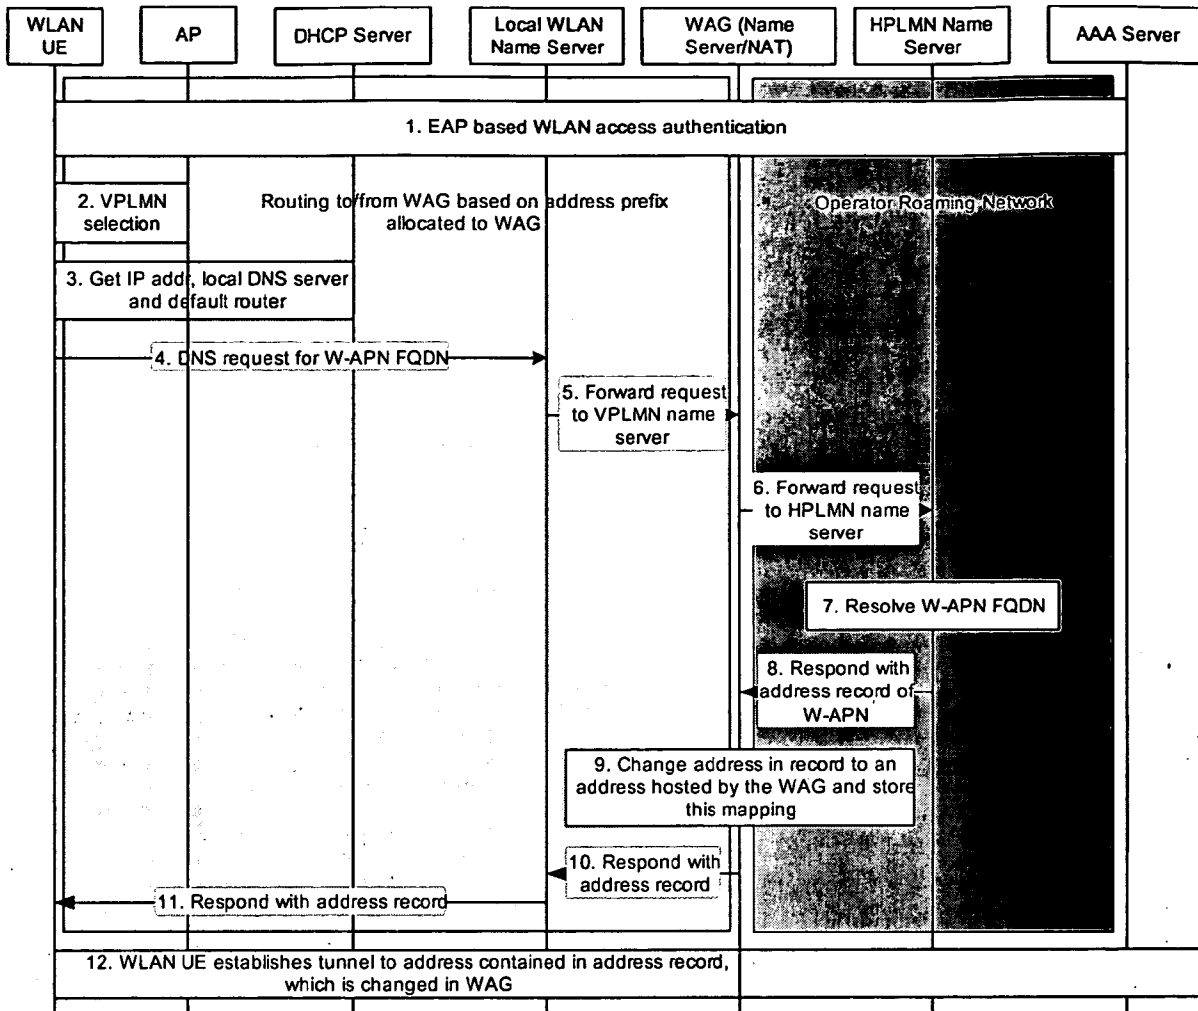 WLAN
UE
AP
DHCP Server
Local WLAN
Name Server
WAG (Name
Server/NAT)
HPLMN Name
Server
AAA Server
1. EAP based WLAN access authentication
2. VPLMN
selection
Routing to/from WAG based on address prefix
allocated to WAG
Operator Roaming Network
3. Get IP addr, local DNS server
and default router
4. DNS request for W-APN FQDN
5. Forward request
to VPLMN name
server
6. Forward request
to HPLMN name
server
7. Resolve W-APN FQDN
8. Respond with
address record of
W-APN
9. Change address in record to an
address hosted by the WAG and store
this mapping
10. Respond with
address record
11. Respond with address record
12. WLAN UE establishes tunnel to address contained in address record,
which is changed in WAG